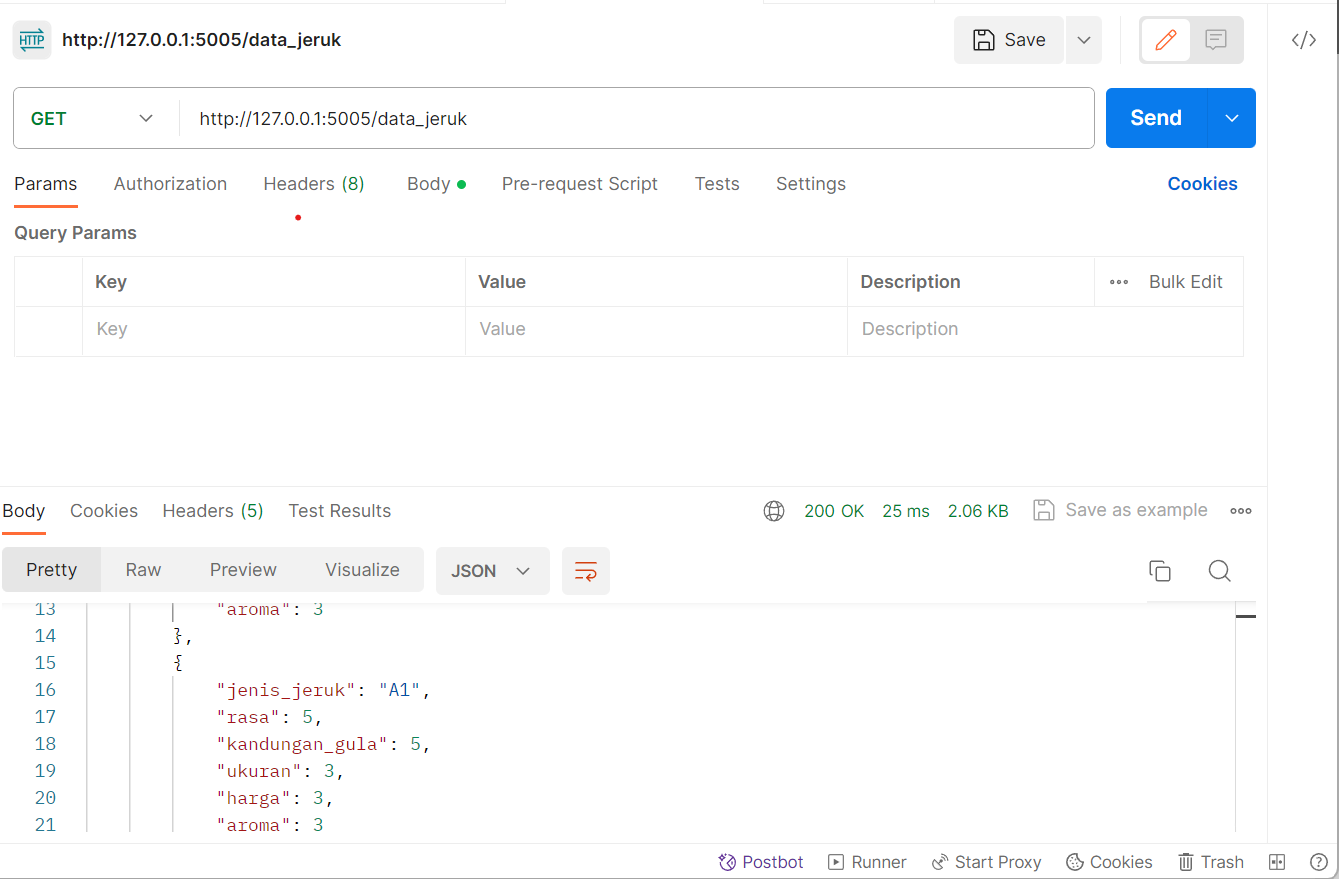 HTTP http://127.0.0.1:5005/data_jeruk Save </>
GET http://127.0.0.1:5005/data_jeruk Send
Params Authorization Headers (8) Body Pre-request Script Tests Settings Cookies
Query Params
Key Value Description Bulk Edit
Key Value Description
Body Cookies Headers (5) Test Results 200 OK 25 ms 2.06 KB Save as example
Pretty Raw Preview Visualize JSON
13 "aroma": 3
14 },
15 {
16 "jenis_jeruk": "A1",
17 "rasa": 5,
18 "kandungan_gula": 5,
19 "ukuran": 3,
20 "harga": 3,
21 "aroma": 3
Postbot Runner Start Proxy Cookies Trash